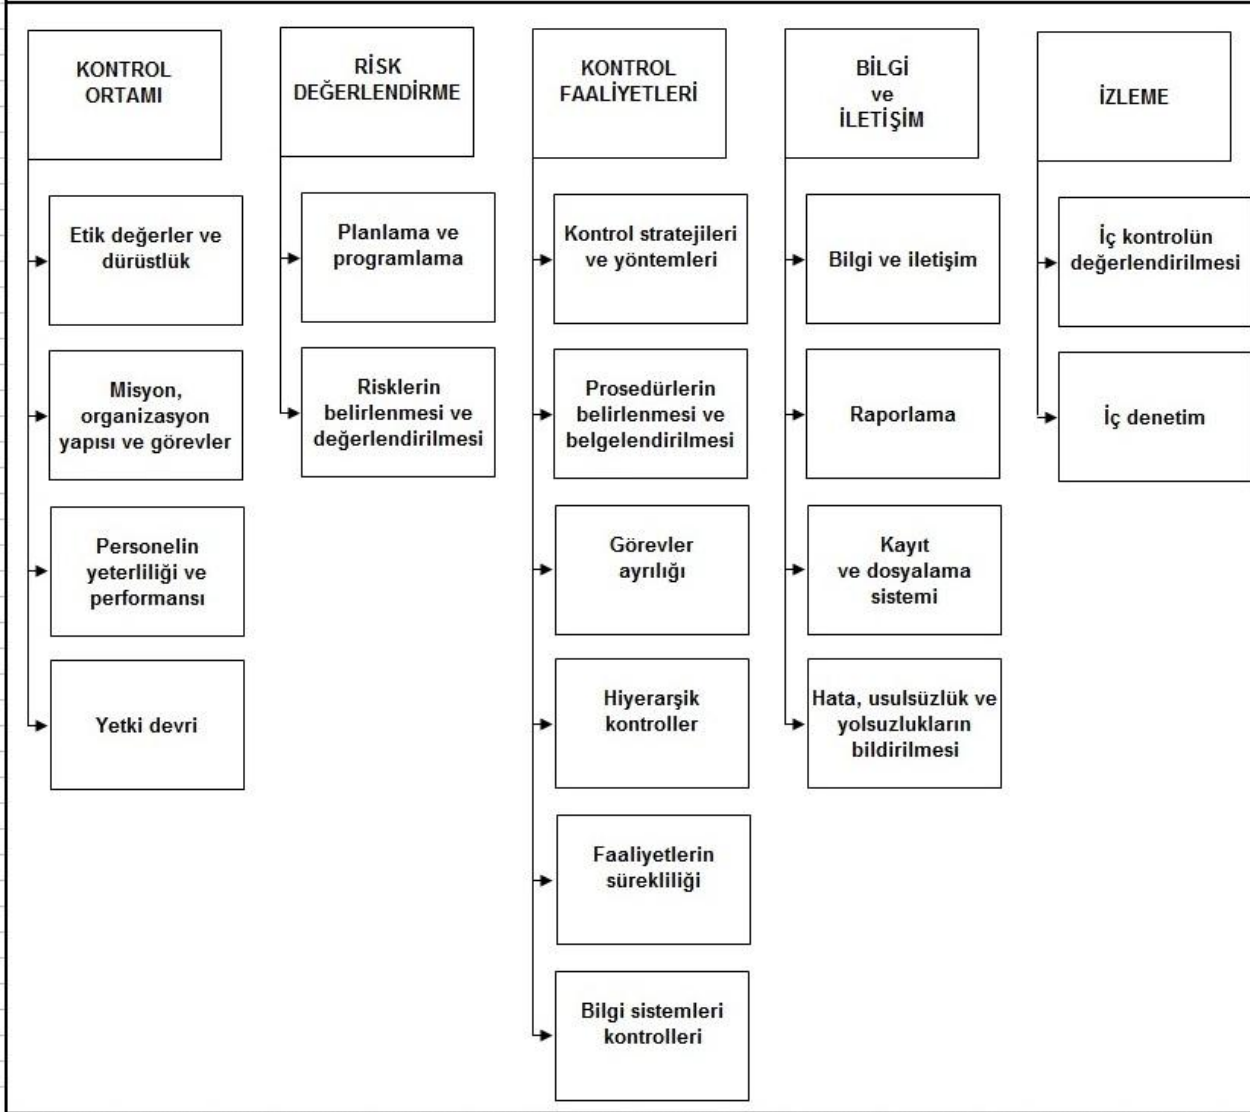 KONTROL
ORTAMI
Etik değerler ve
dürüstlük
Misyon,
organizasyon
yapısı ve görevler
Personelin
yeterliliği ve
performansı
Yetki devri
RİSK
DEĞERLENDİRME
Planlama ve
programlama
Risklerin
belirlenmesi ve
değerlendirilmesi
KONTROL
FAALİYETLERİ
Kontrol stratejileri
ve yöntemleri
Prosedürlerin
belirlenmesi ve
belgelendirilmesi
Görevler
ayrılığı
Hiyerarşik
kontroller
Faaliyetlerin
sürekliliği
Bilgi sistemleri
kontrolleri
BİLGİ
ve
İLETİŞİM
Bilgi ve iletişim
Raporlama
Kayıt
ve dosyalama
sistemi
Hata, usulsüzlük ve
yolsuzlukların
bildirilmesi
İZLEME
İç kontrolün
değerlendirilmesi
İç denetim